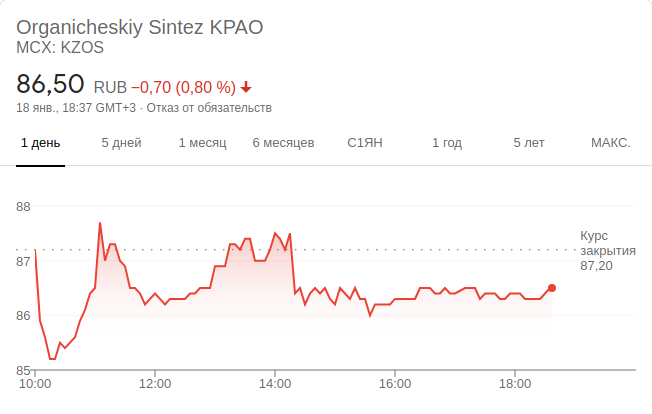 Organicheskiy Sintez KPAO
MCX: KZOS
86,50 RUB −0,70 (0,80 %)
18 янв., 18:37 GMT+3 · Отказ от обязательств
1 день 5 дней 1 месяц 6 месяцев С1ЯН 1 год 5 лет МАКС.
88
87
86
85
Курс
закрытия
87,20
10:00 12:00 14:00 16:00 18:00